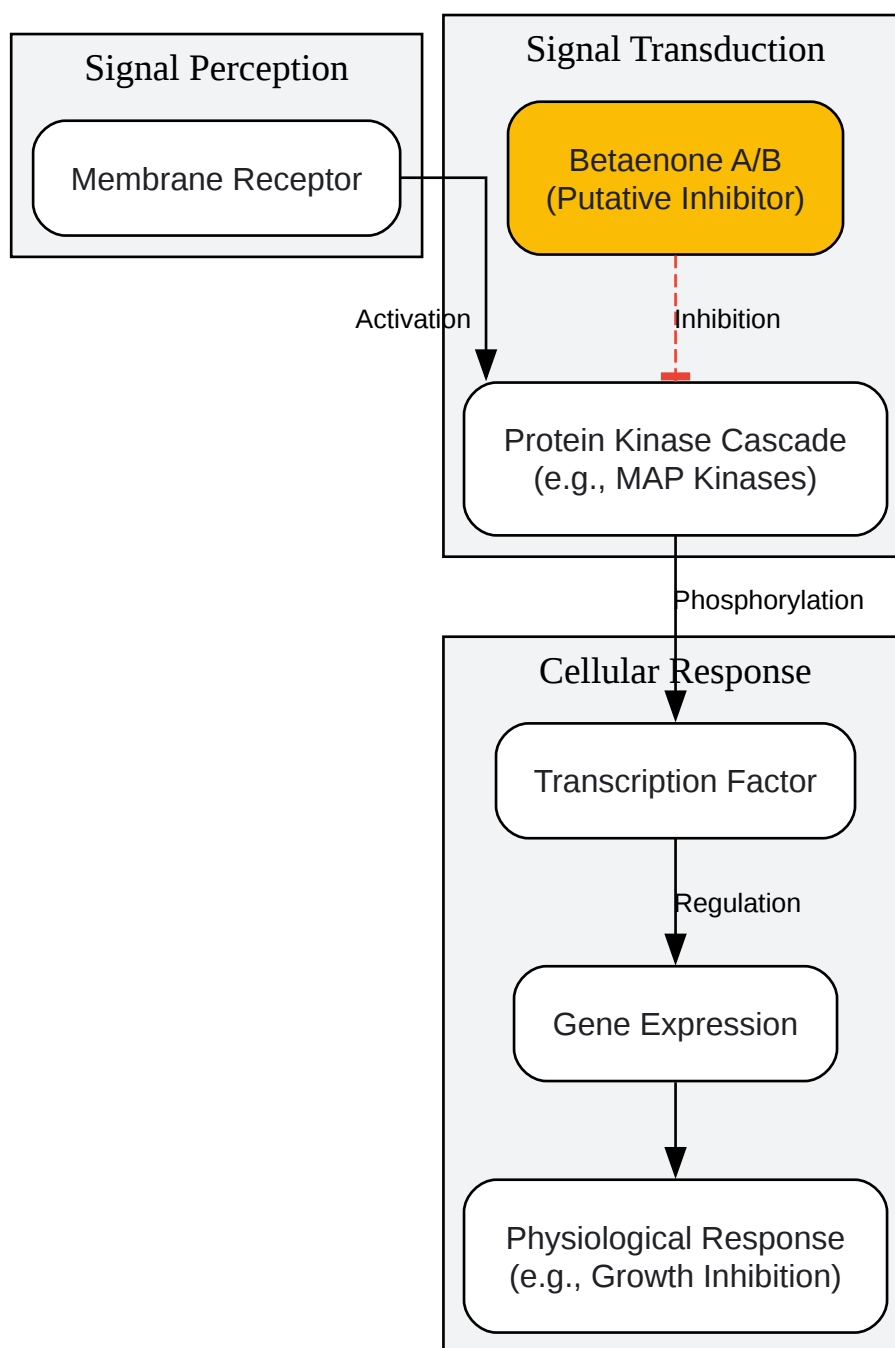 Signal Perception
Membrane Receptor
Signal Transduction
Betaenone A/B
(Putative Inhibitor)
Activation
Inhibition
Protein Kinase Cascade
(e.g., MAP Kinases)
Phosphorylation
Cellular Response
Transcription Factor
Regulation
Gene Expression
Physiological Response
(e.g., Growth Inhibition)